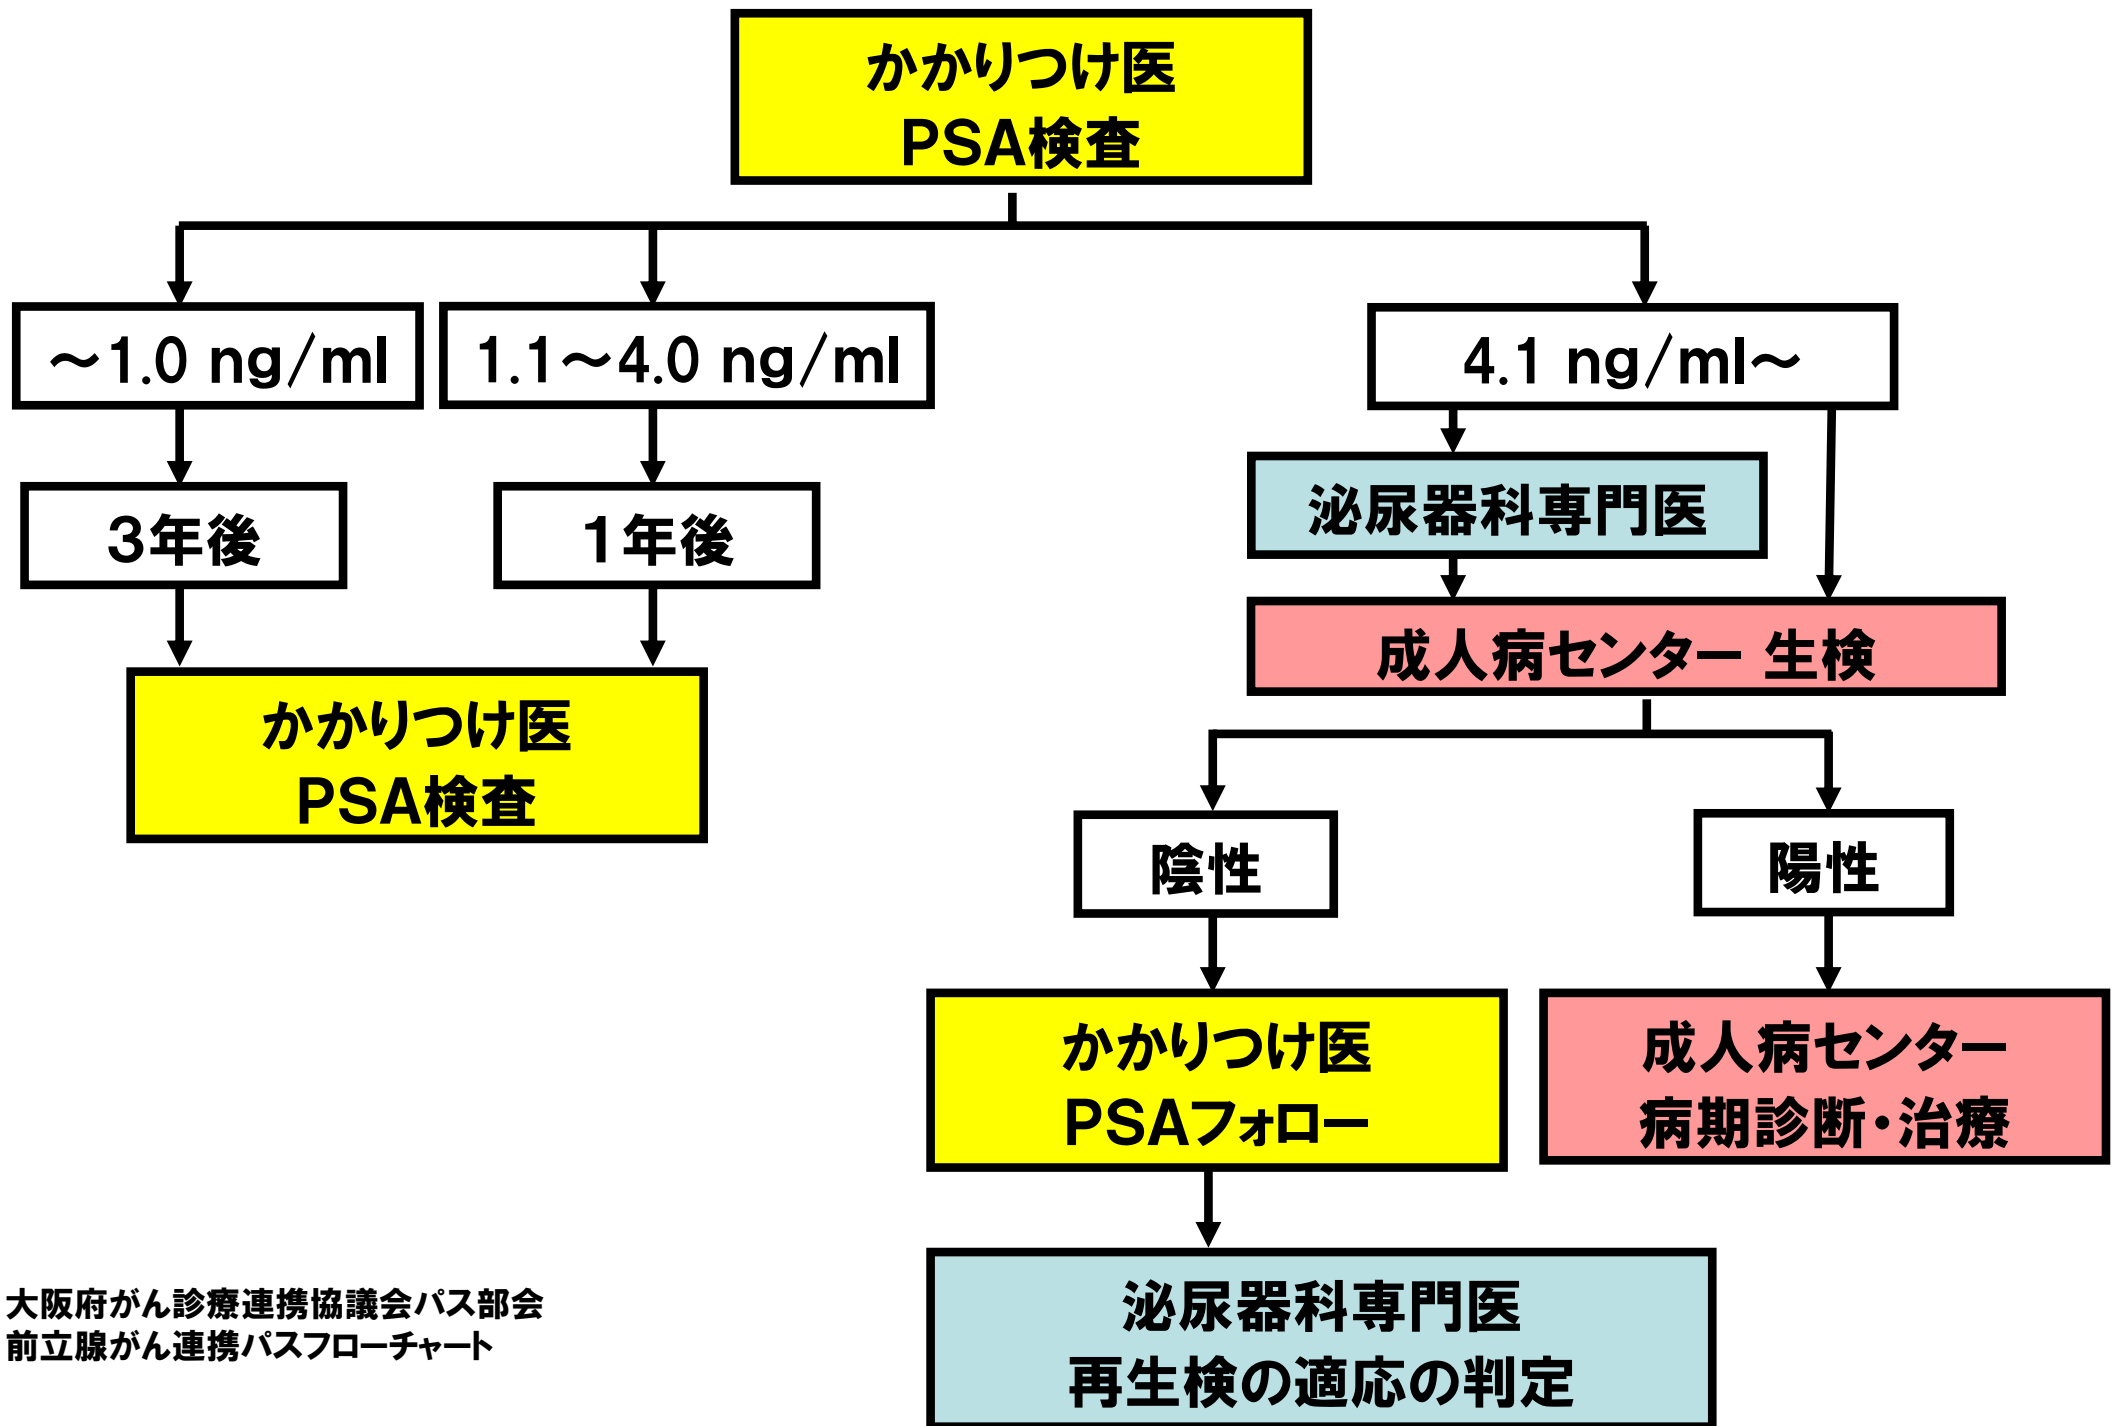 かかりつけ医
PSA検査
～1.0 ng/ml
1.1～4.0 ng/ml
4.1 ng/ml～
泌尿器科専門医
3年後
1年後
成人病センター 生検
かかりつけ医
PSA検査
陰性
陽性
かかりつけ医
PSAフォロー
成人病センター
病期診断・治療
泌尿器科専門医
再生検の適応の判定
大阪府がん診療連携協議会パス部会
前立腺がん連携パスフローチャート